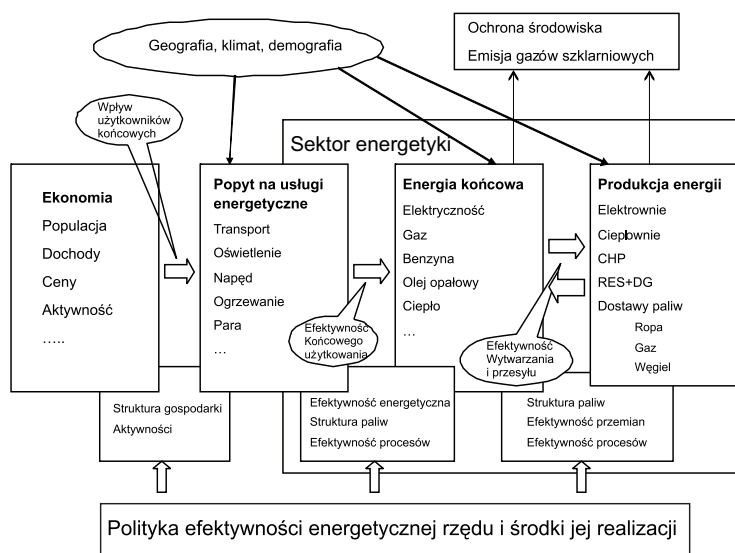 Geografia, klimat, demografia
Ochrona środowiska
Emisja gazów szklarniowych
Wpływ
użytkowników
końcowych
Sektor energetyki
Ekonomia
Populacja
Dochody
Ceny
Aktywność
…..
Popyt na usługi
energetyczne
Transport
Oświetlenie
Napęd
Ogrzewanie
Para
…
Efektywność
Końcowego
użytkowania
Energia końcowa
Elektryczność
Gaz
Benzyna
Olej opałowy
Ciepło
…
Efektywność
Wytwarzania
i przesyłu
Produkcja energii
Elektrownie
Ciepłownie
CHP
RES+DG
Dostawy paliw
Ropa
Gaz
Węgiel
Struktura gospodarki
Aktywności
Efektywność energetyczna
Struktura paliw
Efektywność procesów
Struktura paliw
Efektywność przemian
Efektywność procesów
Polityka efektywności energetycznej rzędu i środki jej realizacji